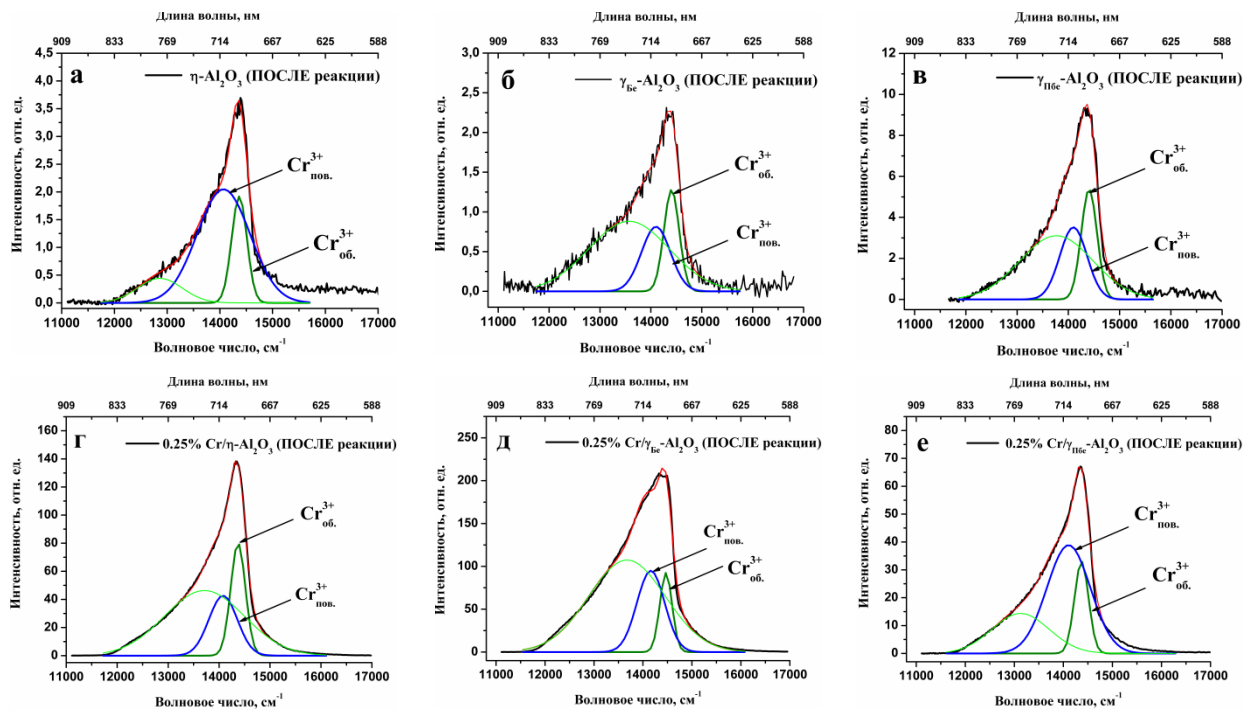 Длина волны, нм
909 833 769 714 667 625 588
а
η-Al₂O₃ (ПОСЛЕ реакции)
Cr³⁺пов.
Cr³⁺об.
Интенсивность, отн. ед.
4,5
4,0
3,5
3,0
2,5
2,0
1,5
1,0
0,5
0,0
11000 12000 13000 14000 15000 16000 17000
Волновое число, см⁻¹
Длина волны, нм
909 833 769 714 667 625 588
б
γБе-Al₂O₃ (ПОСЛЕ реакции)
Cr³⁺об.
Cr³⁺пов.
Интенсивность, отн. ед.
3,0
2,5
2,0
1,5
1,0
0,5
0,0
11000 12000 13000 14000 15000 16000 17000
Волновое число, см⁻¹
Длина волны, нм
909 833 769 714 667 625 588
в
γПбе-Al₂O₃ (ПОСЛЕ реакции)
Cr³⁺об.
Cr³⁺пов.
Интенсивность, отн. ед.
12
10
8
6
4
2
0
11000 12000 13000 14000 15000 16000 17000
Волновое число, см⁻¹
Длина волны, нм
909 833 769 714 667 625 588
г
0.25% Cr/η-Al₂O₃ (ПОСЛЕ реакции)
Cr³⁺об.
Cr³⁺пов.
Интенсивность, отн. ед.
160
140
120
100
80
60
40
20
0
11000 12000 13000 14000 15000 16000 17000
Волновое число, см⁻¹
Длина волны, нм
909 833 769 714 667 625 588
д
0.25% Cr/γБе-Al₂O₃ (ПОСЛЕ реакции)
Cr³⁺пов.
Cr³⁺об.
Интенсивность, отн. ед.
250
200
150
100
50
0
11000 12000 13000 14000 15000 16000 17000
Волновое число, см⁻¹
Длина волны, нм
909 833 769 714 667 625 588
е
0.25% Cr/γПбе-Al₂O₃ (ПОСЛЕ реакции)
Cr³⁺пов.
Cr³⁺об.
Интенсивность, отн. ед.
80
70
60
50
40
30
20
10
0
11000 12000 13000 14000 15000 16000 17000
Волновое число, см⁻¹